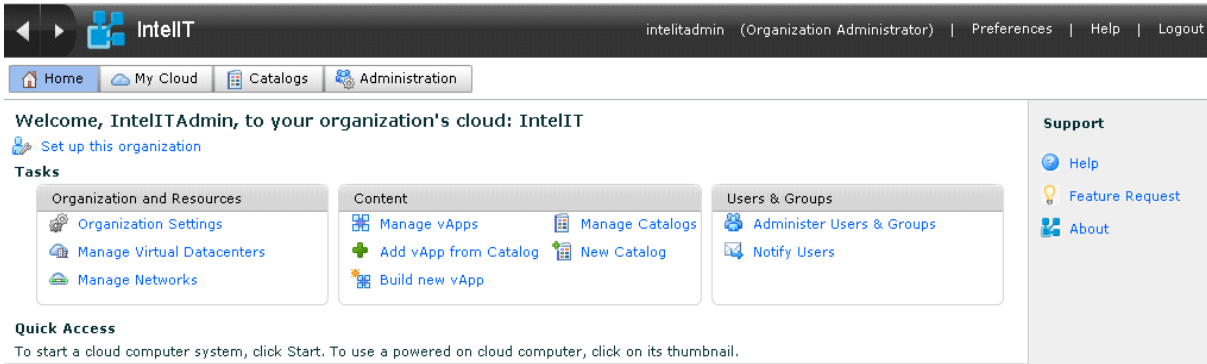 IntelIT
intelitadmin (Organization Administrator) | Preferences | Help | Logout
Home My Cloud Catalogs Administration
Welcome, IntelITAdmin, to your organization's cloud: IntelIT
Set up this organization
Tasks
Organization and Resources
Organization Settings
Manage Virtual Datacenters
Manage Networks
Content
Manage vApps Manage Catalogs
Add vApp from Catalog New Catalog
Build new vApp
Users & Groups
Administer Users & Groups
Notify Users
Quick Access
To start a cloud computer system, click Start. To use a powered on cloud computer, click on its thumbnail.
Support
Help
Feature Request
About